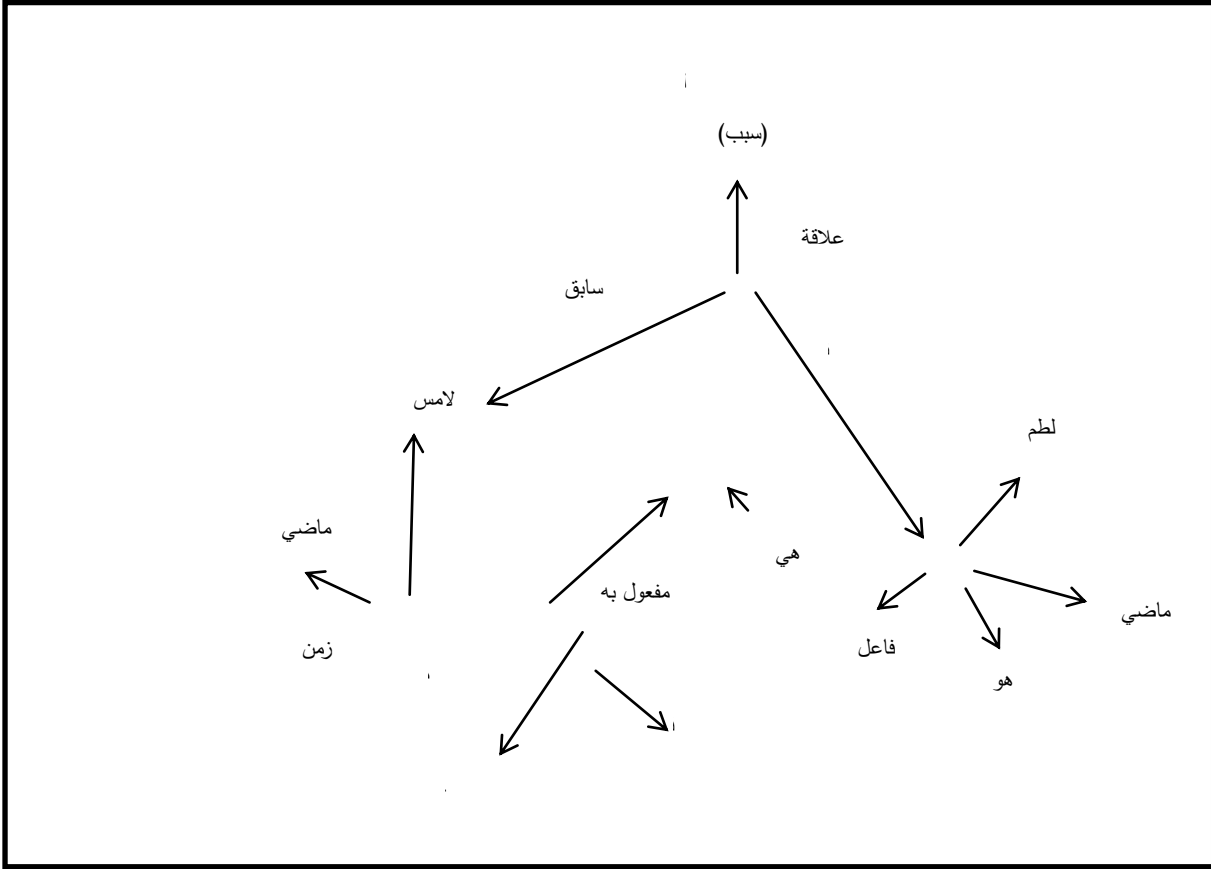 (سبب)
علاقة
سابق
لامس
لطم
ماضي
هي
مفعول به
ماضي
زمن
فاعل
هو